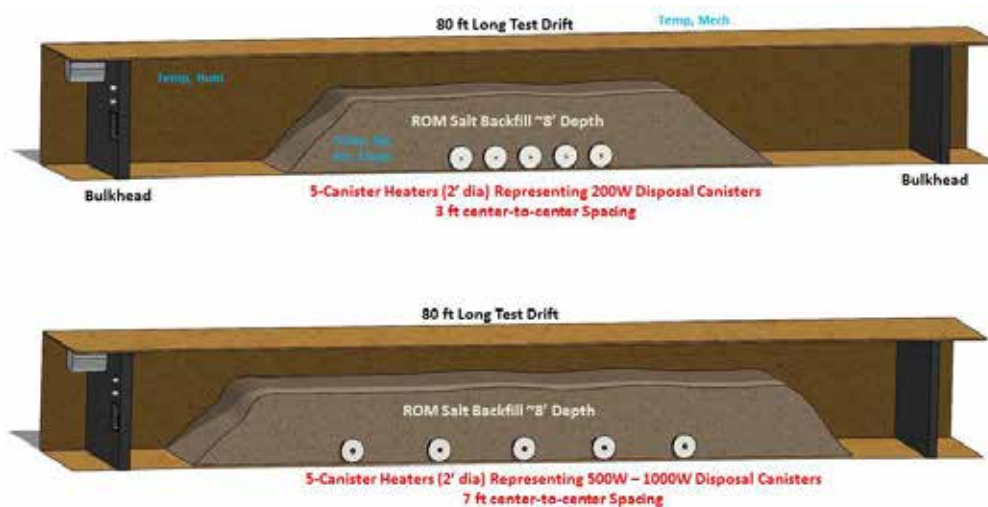 80 ft Long Test Drift
Temp, Mech
Temp, Humi
ROM Salt Backfill ~8' Depth
Bulkhead
Bulkhead
5-Canister Heaters (2' dia) Representing 200W Disposal Canisters
3 ft center-to-center Spacing
80 ft Long Test Drift
ROM Salt Backfill ~8' Depth
5-Canister Heaters (2' dia) Representing 500W – 1000W Disposal Canisters
7 ft center-to-center Spacing